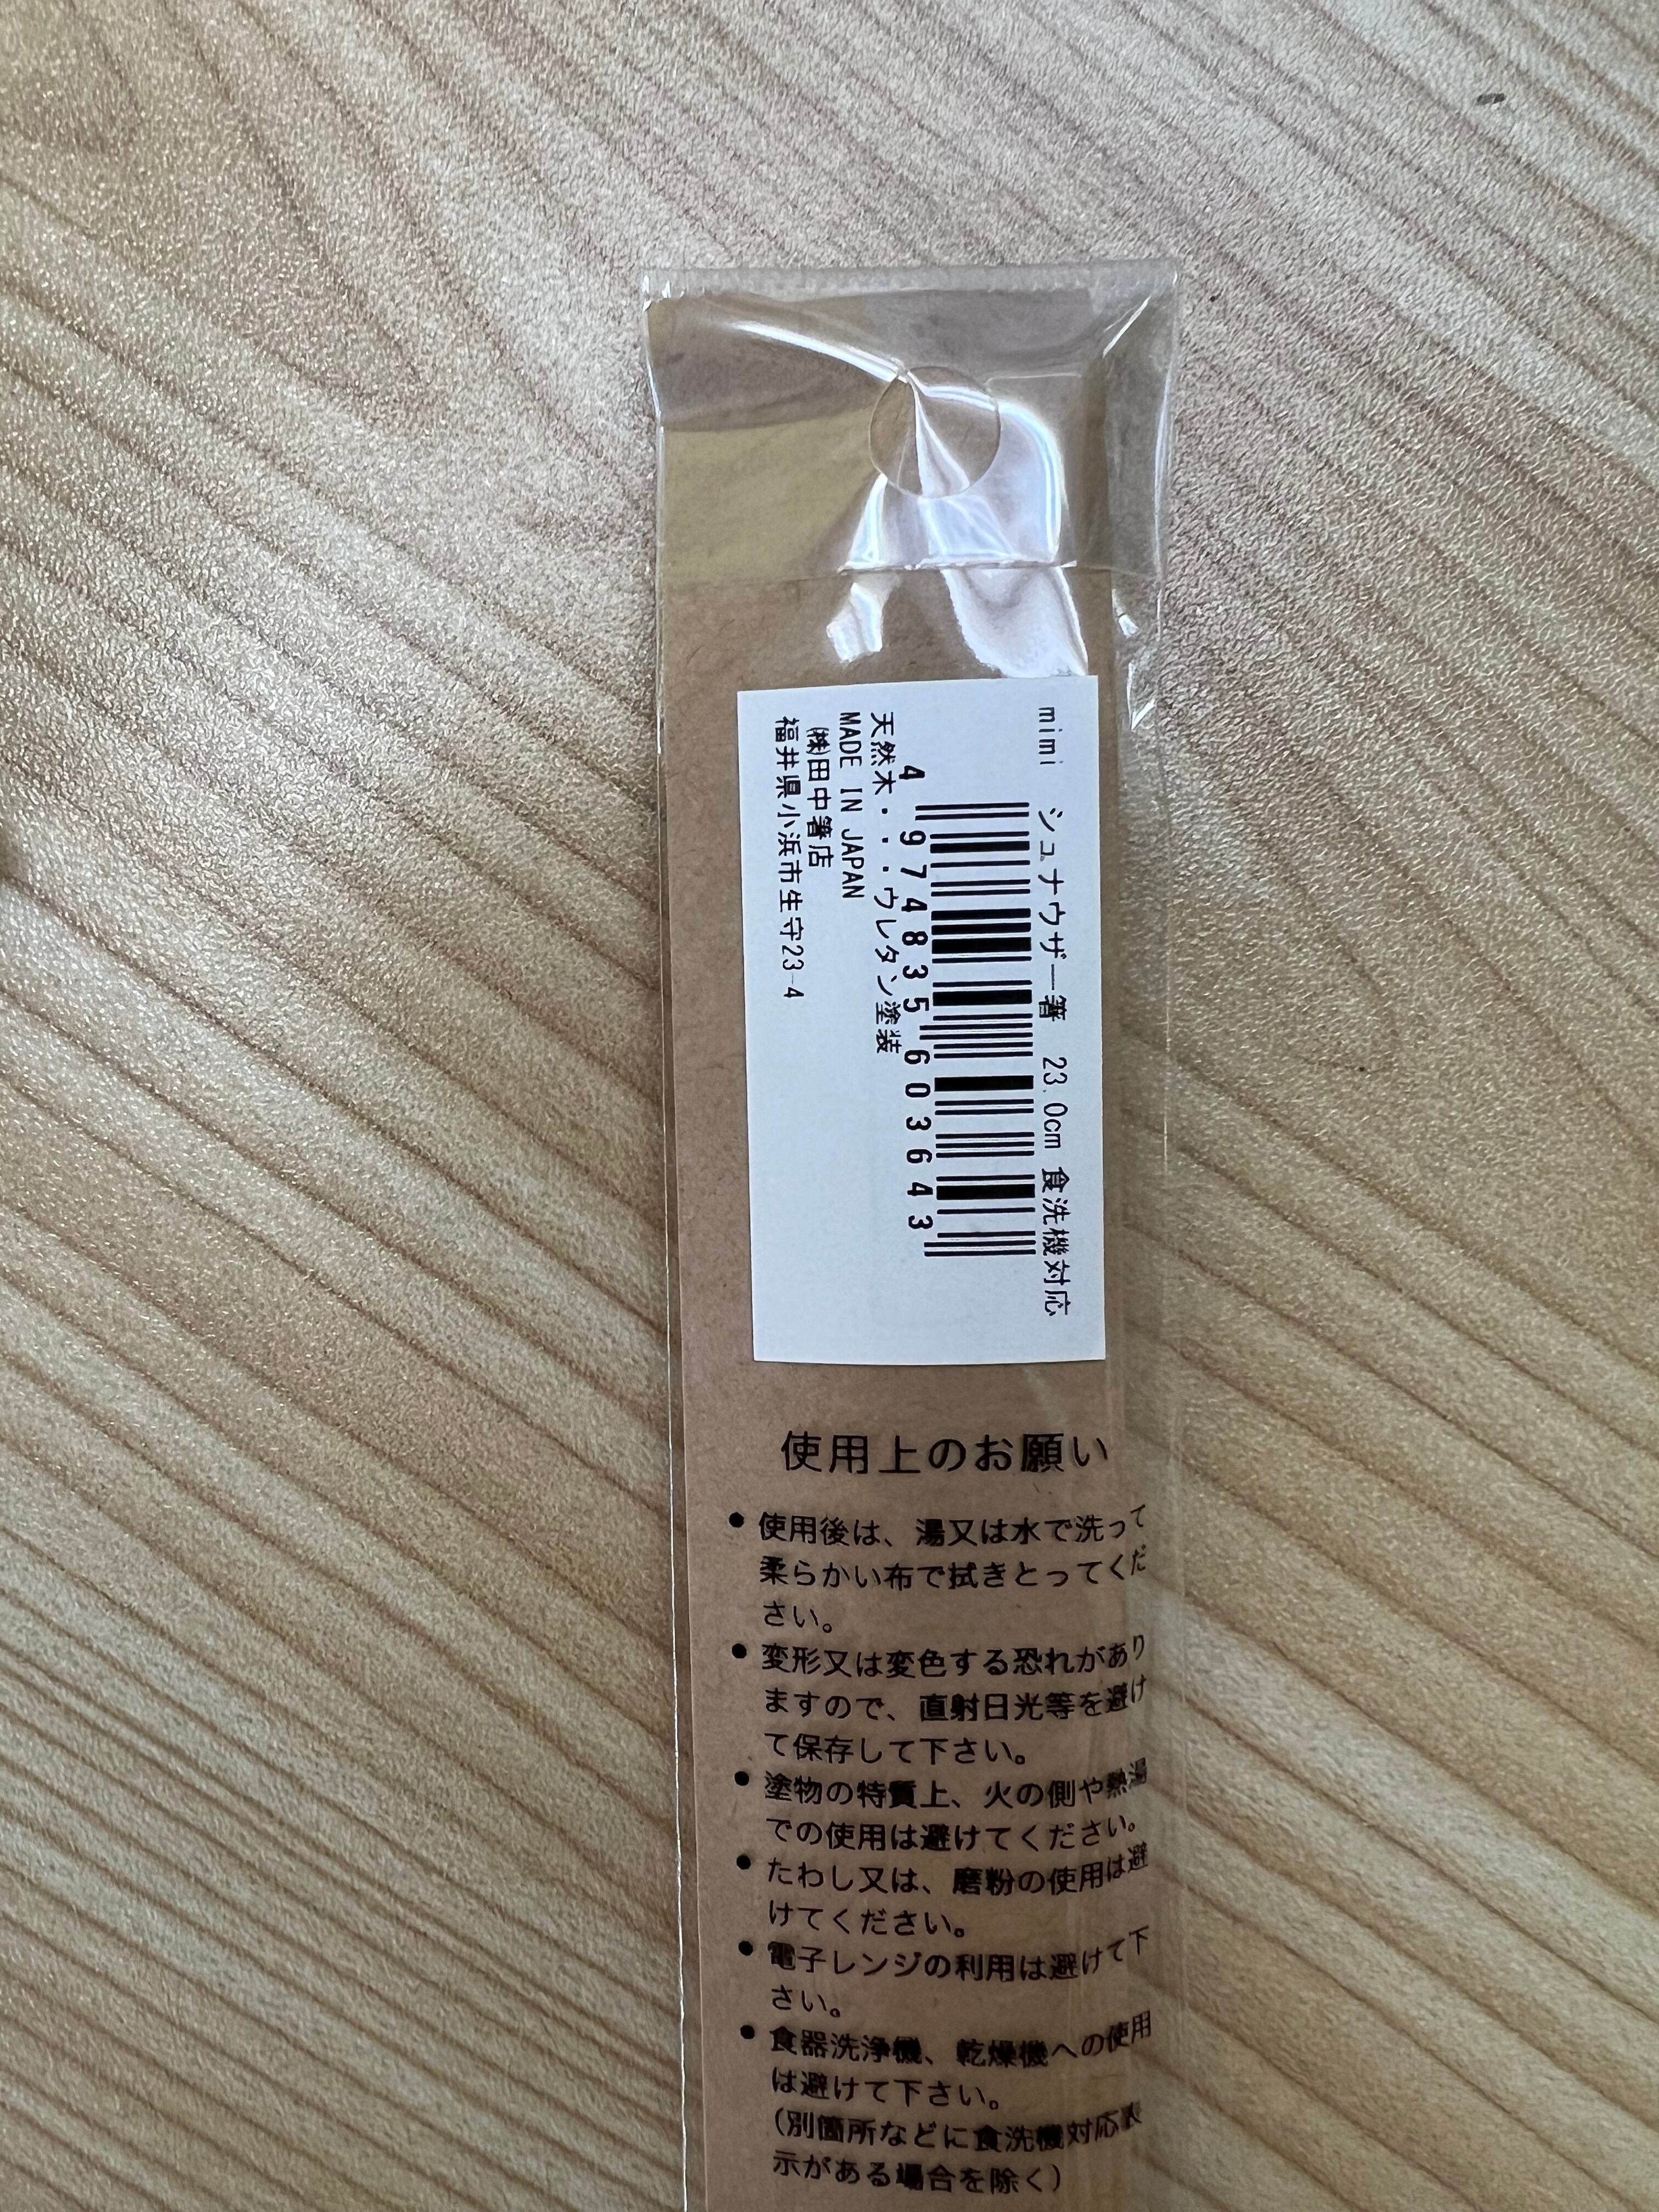 mimi シュナウザー箸 23.0cm 食洗機対応
4 974835 603643
天然木・・・ウレタン塗装
MADE IN JAPAN
㈱田中箸店
福井県小浜市生守23-4
使用上のお願い
● 使用後は、湯又は水で洗って
柔らかい布で拭きとってくだ
さい。
● 変形又は変色する恐れがあり
ますので、直射日光等を避け
て保存して下さい。
● 塗物の特質上、火の側や熱湯
での使用は避けてください。
● たわし又は、磨粉の使用は避
けてください。
● 電子レンジの利用は避けて下
さい。
● 食器洗浄機、乾燥機への使用
は避けて下さい。
(別箇所などに食洗機対応表
示がある場合を除く)